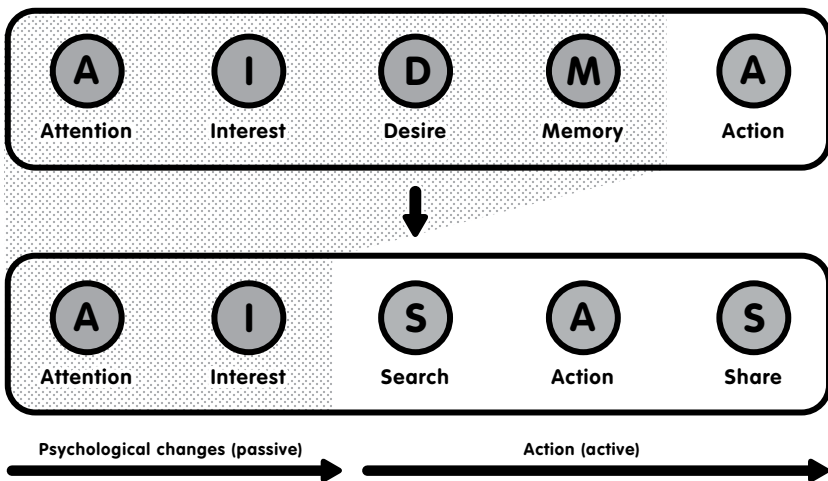 A I D M A
Attention Interest Desire Memory Action
A I S A S
Attention Interest Search Action Share
Psychological changes (passive) Action (active)